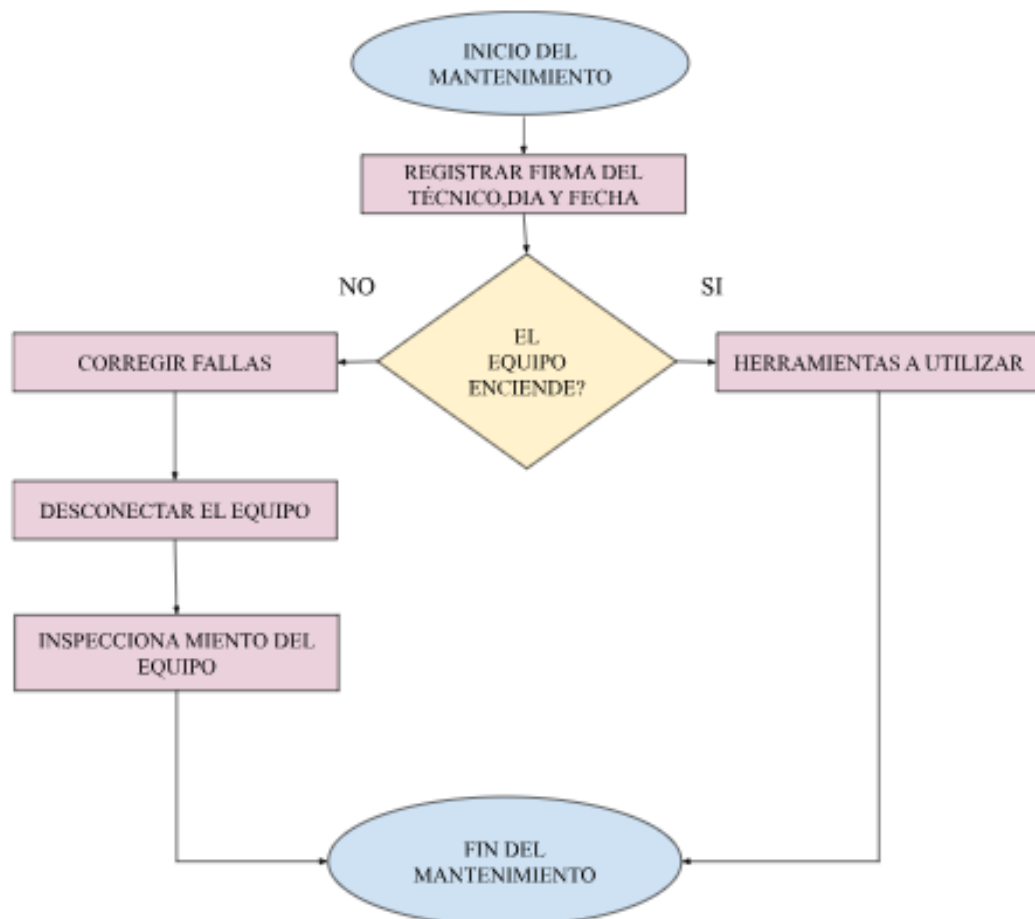 INICIO DEL
MANTENIMIENTO
REGISTRAR FIRMA DEL
TÉCNICO,DIA Y FECHA
NO
SI
EL
EQUIPO
ENCIENDE?
CORREGIR FALLAS
HERRAMIENTAS A UTILIZAR
DESCONECTAR EL EQUIPO
INSPECCIONA MIENTO DEL
EQUIPO
FIN DEL
MANTENIMIENTO